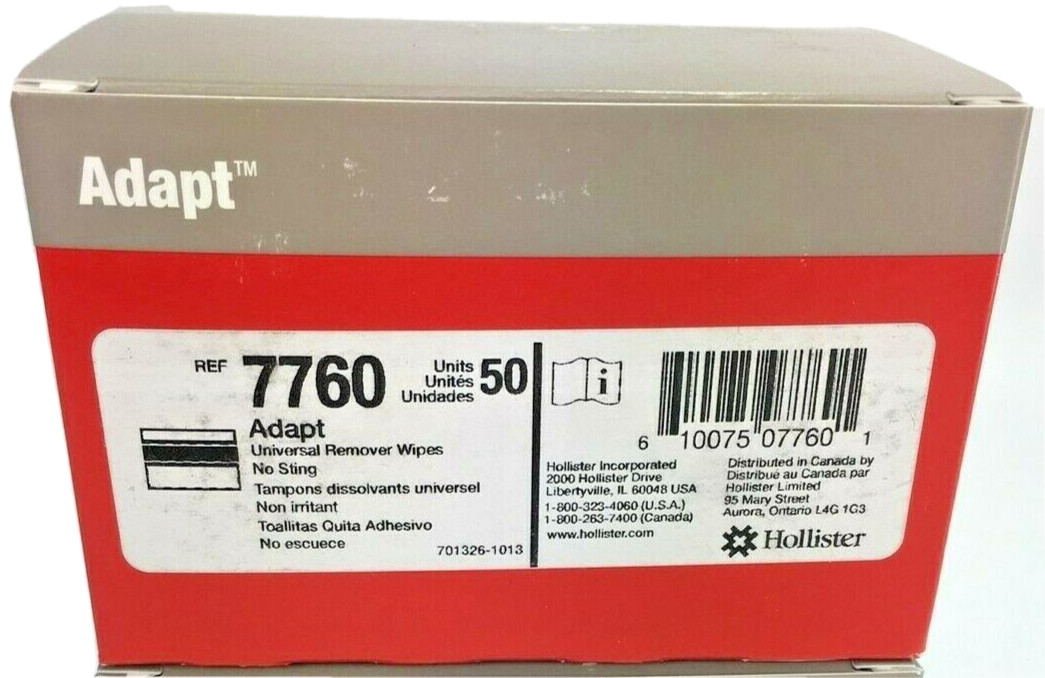 Adapt™
REF 7760
Units
Unités
Unidades
50
Adapt
Universal Remover Wipes
No Sting
Tampons dissolvants universel
Non irritant
Toallitas Quita Adhesivo
No escuece
701326-1013
i
6 10075 07760 1
Hollister Incorporated
2000 Hollister Drive
Libertyville, IL 60048 USA
1-800-323-4060 (U.S.A.)
1-800-263-7400 (Canada)
www.hollister.com
Distributed in Canada by
Distribué au Canada par
Hollister Limited
95 Mary Street
Aurora, Ontario L4G 1G3
Hollister